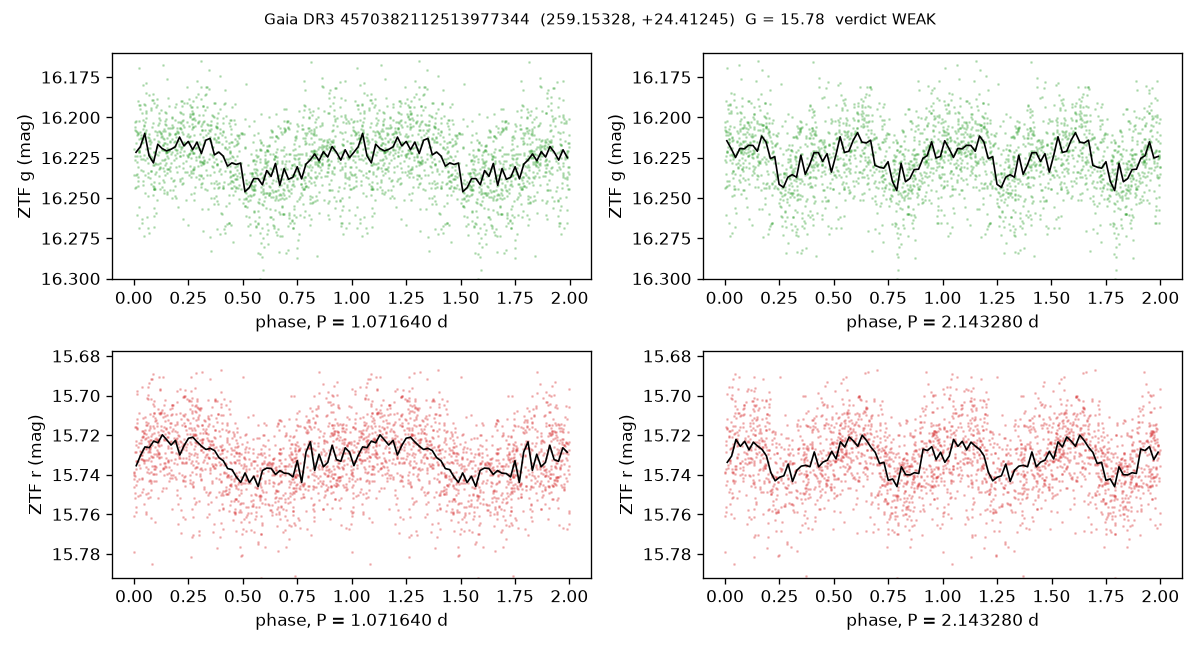 Gaia DR3 4570382112513977344 (259.15328, +24.41245) G = 15.78 verdict WEAK
ZTF g (mag)
16.175
16.200
16.225
16.250
16.275
16.300
0.00 0.25 0.50 0.75 1.00 1.25 1.50 1.75 2.00
phase, P = 1.071640 d
ZTF g (mag)
16.175
16.200
16.225
16.250
16.275
16.300
0.00 0.25 0.50 0.75 1.00 1.25 1.50 1.75 2.00
phase, P = 2.143280 d
ZTF r (mag)
15.68
15.70
15.72
15.74
15.76
15.78
0.00 0.25 0.50 0.75 1.00 1.25 1.50 1.75 2.00
phase, P = 1.071640 d
ZTF r (mag)
15.68
15.70
15.72
15.74
15.76
15.78
0.00 0.25 0.50 0.75 1.00 1.25 1.50 1.75 2.00
phase, P = 2.143280 d